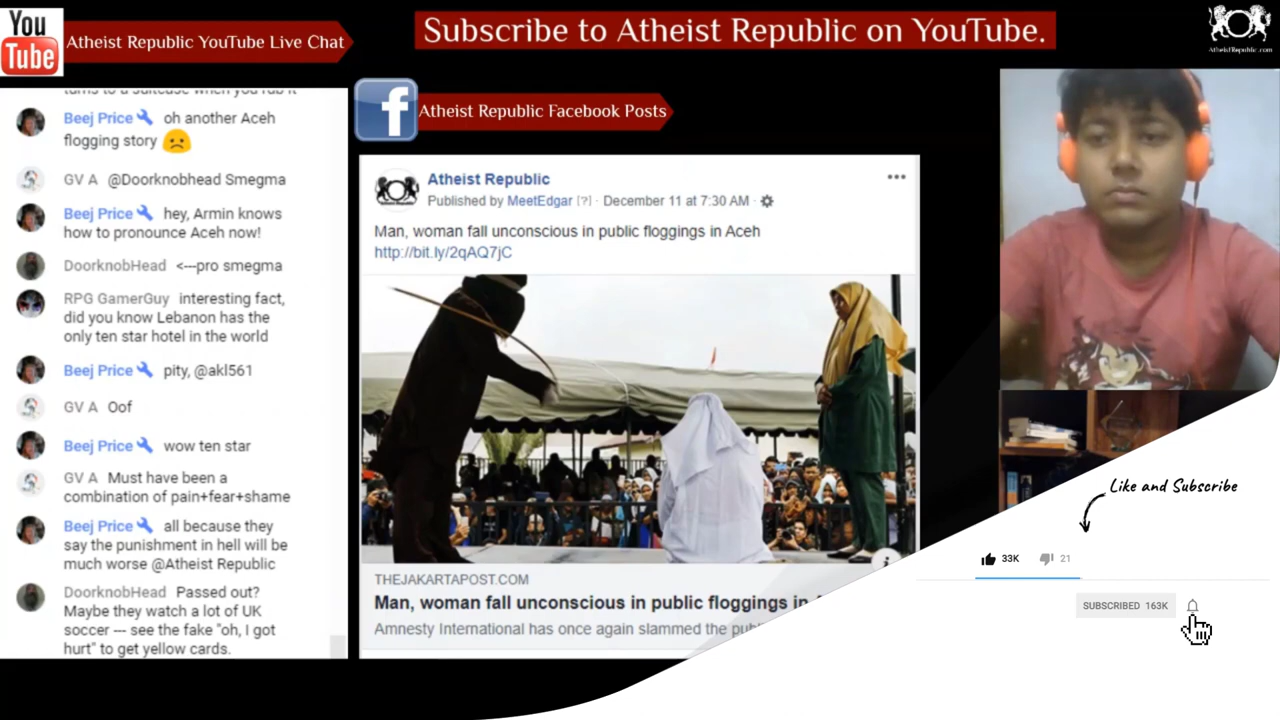 You
Tube
Atheist Republic YouTube Live Chat
Subscribe to Atheist Republic on YouTube.
AtheistRepublic.com
Atheist Republic Facebook Posts
turns to a suitcase when you rub it
Beej Price oh another Aceh
flogging story
GV A @Doorknobhead Smegma
Beej Price hey, Armin knows
how to pronounce Aceh now!
DoorknobHead <---pro smegma
RPG GamerGuy interesting fact,
did you know Lebanon has the
only ten star hotel in the world
Beej Price pity, @akl561
GV A Oof
Beej Price wow ten star
GV A Must have been a
combination of pain+fear+shame
Beej Price all because they
say the punishment in hell will be
much worse @Atheist Republic
DoorknobHead Passed out?
Maybe they watch a lot of UK
soccer --- see the fake "oh, I got
hurt" to get yellow cards.
f
Atheist Republic
Published by MeetEdgar [?] · December 11 at 7:30 AM ·
Man, woman fall unconscious in public floggings in Aceh
http://bit.ly/2qAQ7jC
THEJAKARTAPOST.COM
Man, woman fall unconscious in public floggings in
Amnesty International has once again slammed the
Like and Subscribe
33K 21
SUBSCRIBED 163K